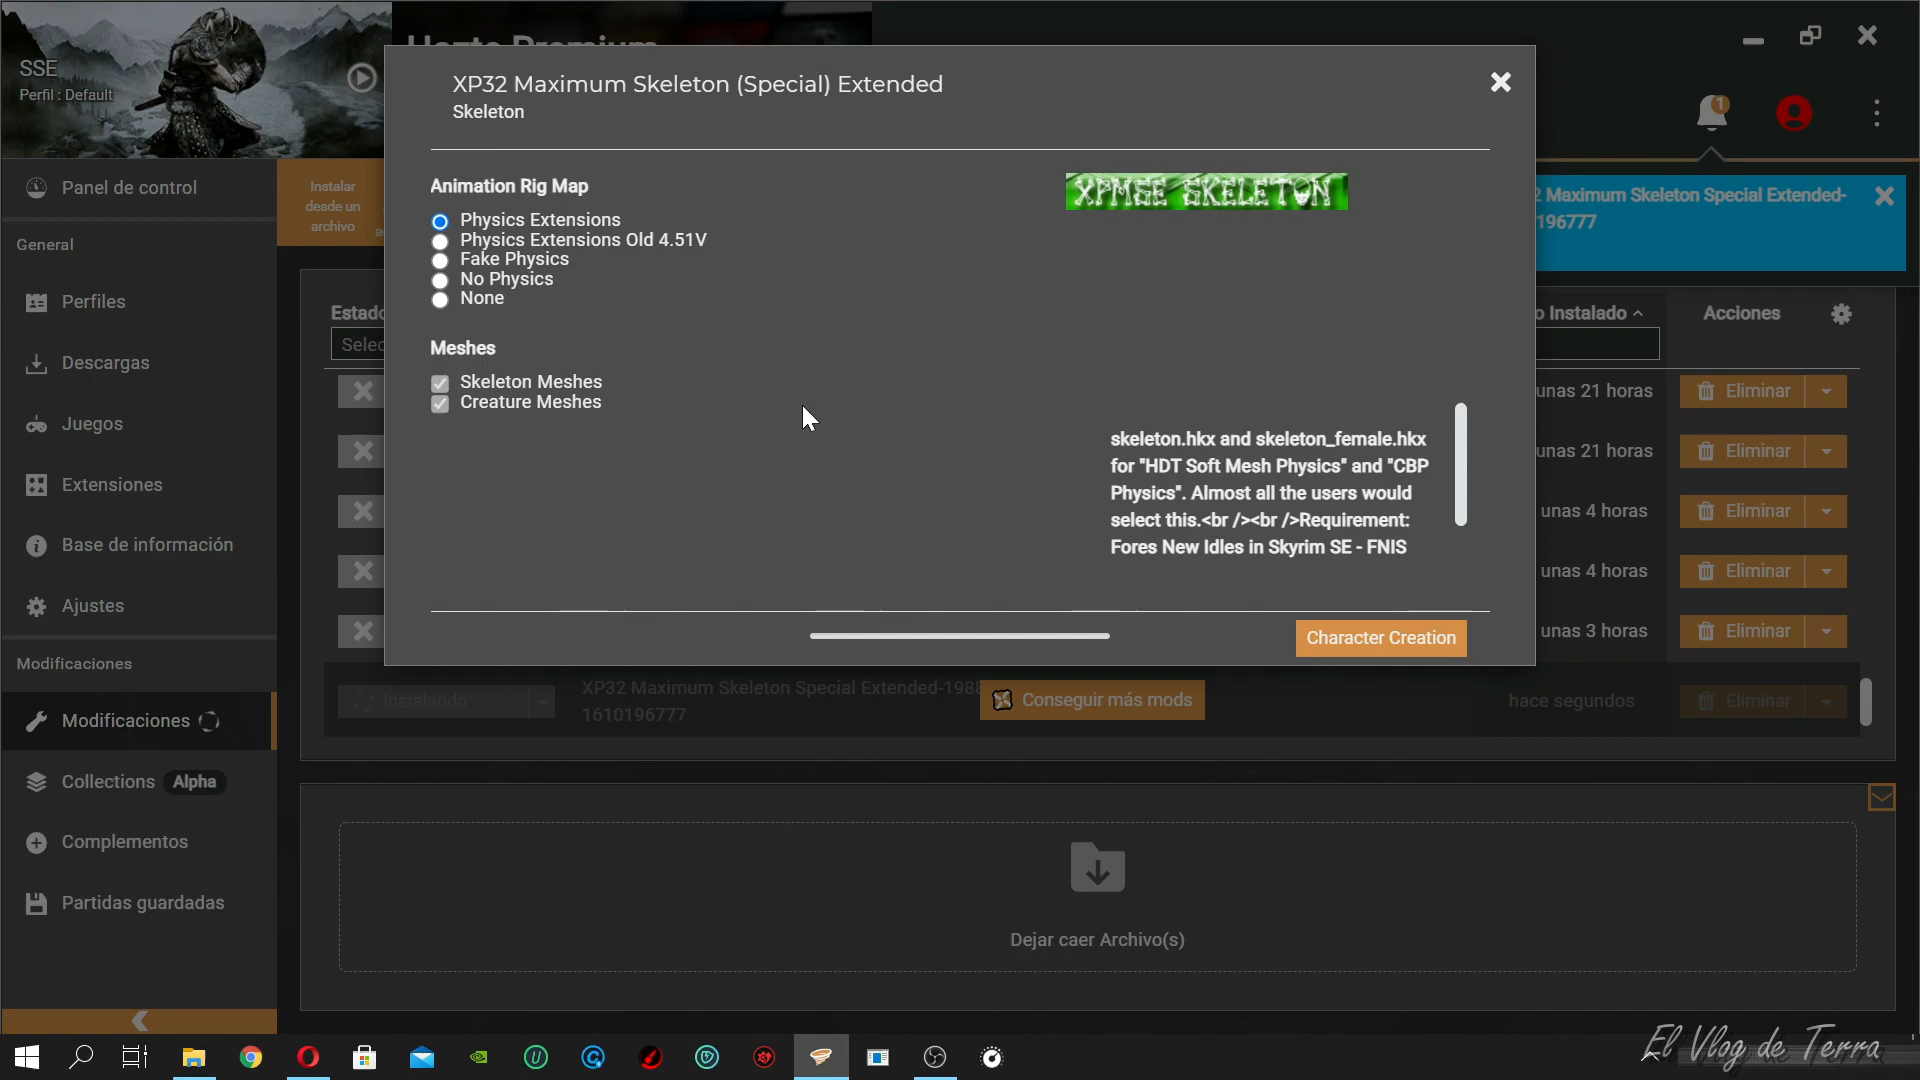 SSE
Perfil : Default
Hazte Premium
XP32 Maximum Skeleton (Special) Extended
Skeleton
1
Panel de control
Instalar
desde un
archivo
2 Maximum Skeleton Special Extended-
196777
General
Animation Rig Map
XPMSE SKELETON
Physics Extensions
Physics Extensions Old 4.51V
Fake Physics
No Physics
None
Perfiles
Descargas
Juegos
Extensiones
Base de información
Ajustes
Estado
Selec
o Instalado
Acciones
Meshes
Skeleton Meshes
Creature Meshes
unas 21 horas
Eliminar
unas 21 horas
Eliminar
unas 4 horas
Eliminar
unas 4 horas
Eliminar
unas 3 horas
Eliminar
skeleton.hkx and skeleton_female.hkx
for "HDT Soft Mesh Physics" and "CBP
Physics". Almost all the users would
select this.<br /><br />Requirement:
Fores New Idles in Skyrim SE - FNIS
Character Creation
Modificaciones
Modificaciones
Instalando
XP32 Maximum Skeleton Special Extended-1988
1610196777
Conseguir más mods
hace segundos
Eliminar
Collections Alpha
Complementos
Partidas guardadas
Dejar caer Archivo(s)
El Vlog de Terra